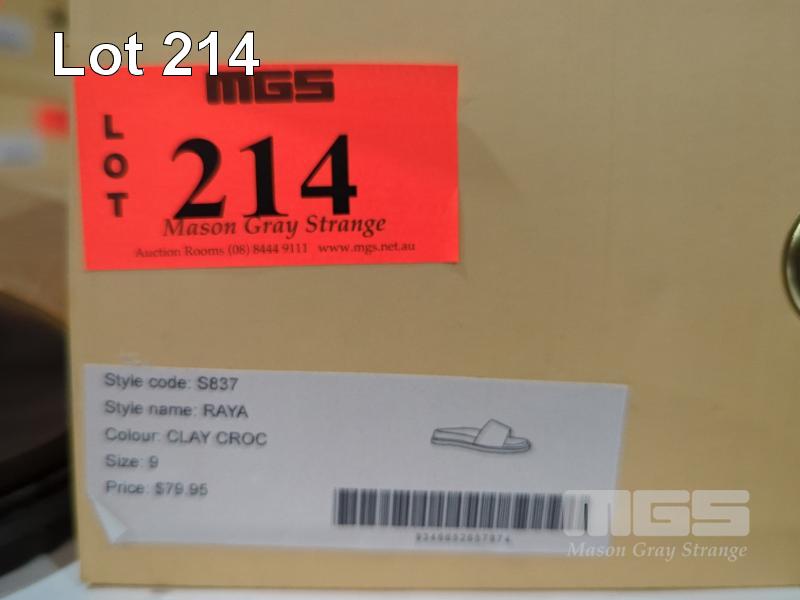 Lot 214
MGS
LOT
214
Mason Gray Strange
Auction Rooms (08) 8444 9111 www.mgs.net.au
Style code: S837
Style name: RAYA
Colour: CLAY CROC
Size: 9
Price: $79.95
MGS
Mason Gray Strange